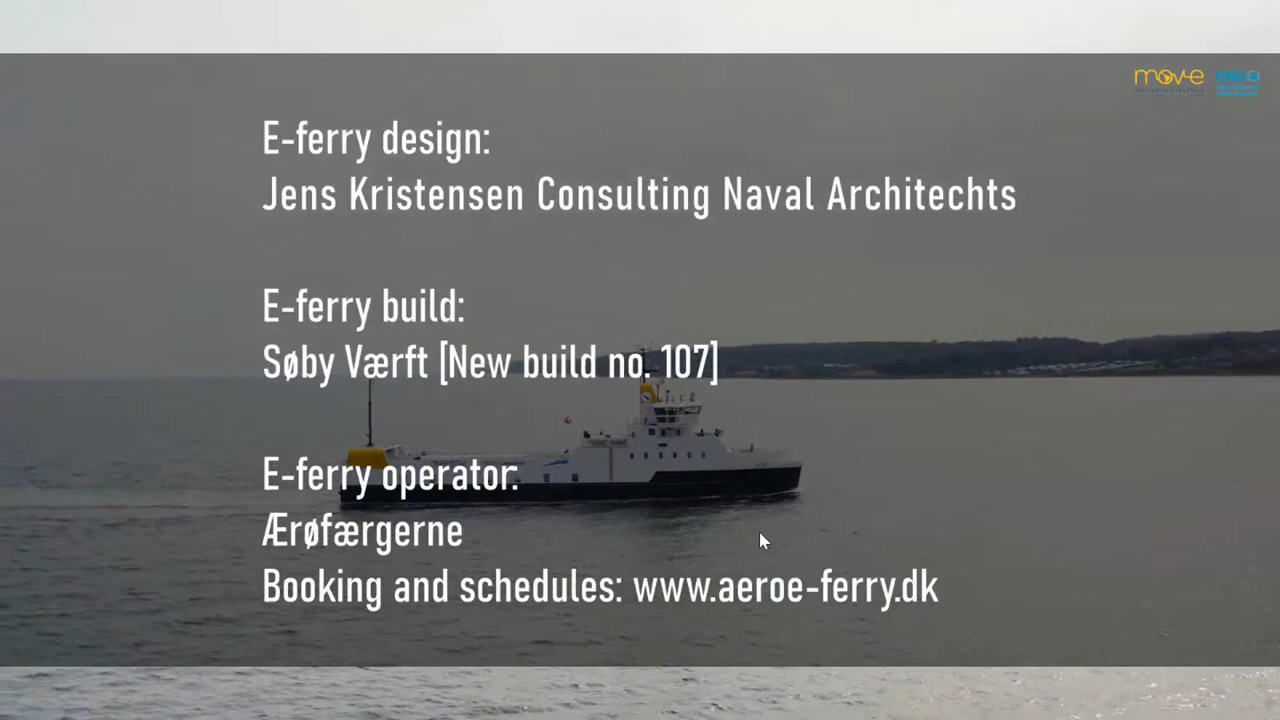 move
E-ferry design:
Jens Kristensen Consulting Naval Architechts
E-ferry build:
Søby Værft [New build no. 107]
E-ferry operator:
Ærøfærgerne
Booking and schedules: www.aeroe-ferry.dk